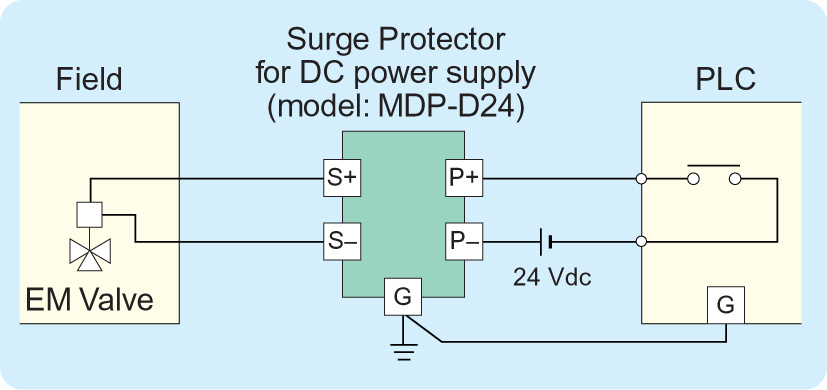 Surge Protector
for DC power supply
(model: MDP-D24)
Field
PLC
S+
P+
S–
P–
24 Vdc
EM Valve
G
G